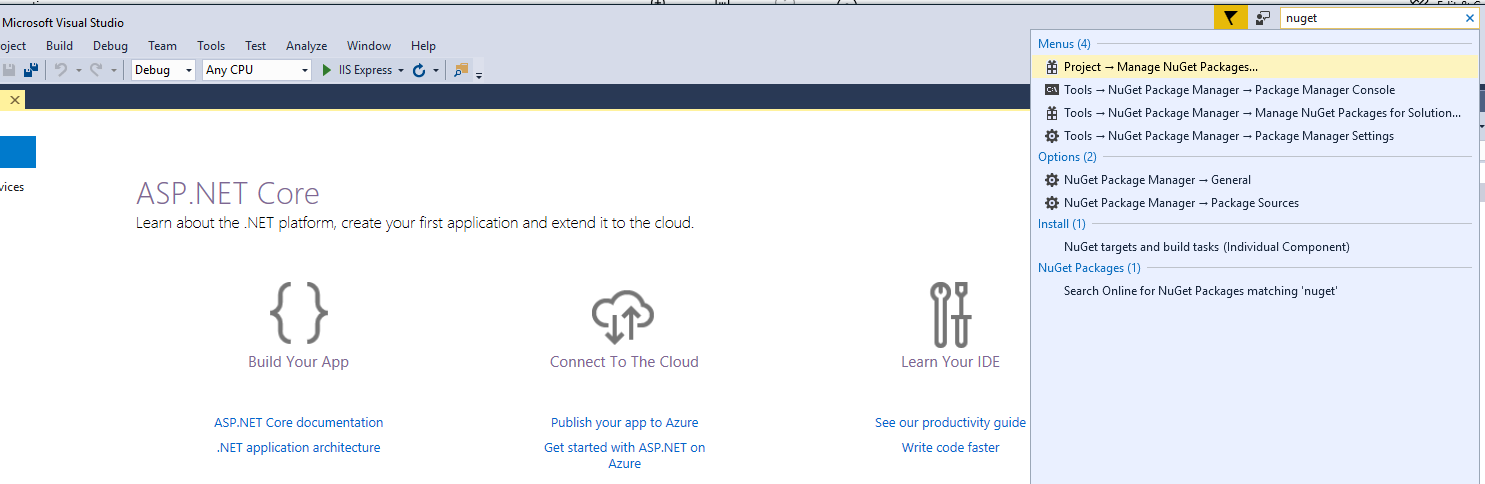 Microsoft Visual Studio
nuget
oject Build Debug Team Tools Test Analyze Window Help
Debug Any CPU IIS Express
Menus (4)
Project → Manage NuGet Packages...
Tools → NuGet Package Manager → Package Manager Console
Tools → NuGet Package Manager → Manage NuGet Packages for Solution...
Tools → NuGet Package Manager → Package Manager Settings
Options (2)
NuGet Package Manager → General
NuGet Package Manager → Package Sources
Install (1)
NuGet targets and build tasks (Individual Component)
NuGet Packages (1)
Search Online for NuGet Packages matching 'nuget'
vices
ASP.NET Core
Learn about the .NET platform, create your first application and extend it to the cloud.
Build Your App
Connect To The Cloud
Learn Your IDE
ASP.NET Core documentation
.NET application architecture
Publish your app to Azure
Get started with ASP.NET on
Azure
See our productivity guide
Write code faster